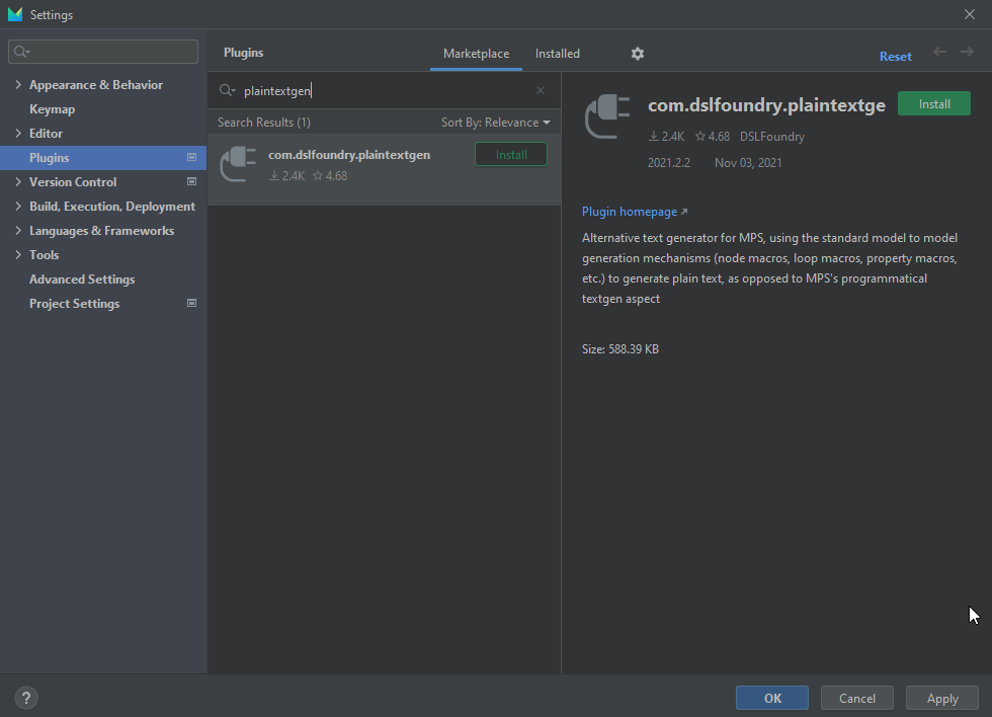 Settings
Plugins
Marketplace
Installed
Reset
Appearance & Behavior
Keymap
Editor
Plugins
Version Control
Build, Execution, Deployment
Languages & Frameworks
Tools
Advanced Settings
Project Settings
plaintextgen
Search Results (1)
Sort By: Relevance
com.dslfoundry.plaintextgen
Install
2.4K 4.68
com.dslfoundry.plaintextge
Install
2.4K 4.68 DSLFoundry
2021.2.2 Nov 03, 2021
Plugin homepage
Alternative text generator for MPS, using the standard model to model
generation mechanisms (node macros, loop macros, property macros,
etc.) to generate plain text, as opposed to MPS's programmatical
textgen aspect
Size: 588.39 KB
?
OK
Cancel
Apply